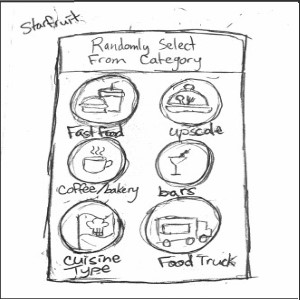 Starfruit
Randomly Select
From Category
Fast food
upscale
coffee/bakery
bars
cuisine
Type
Food Truck